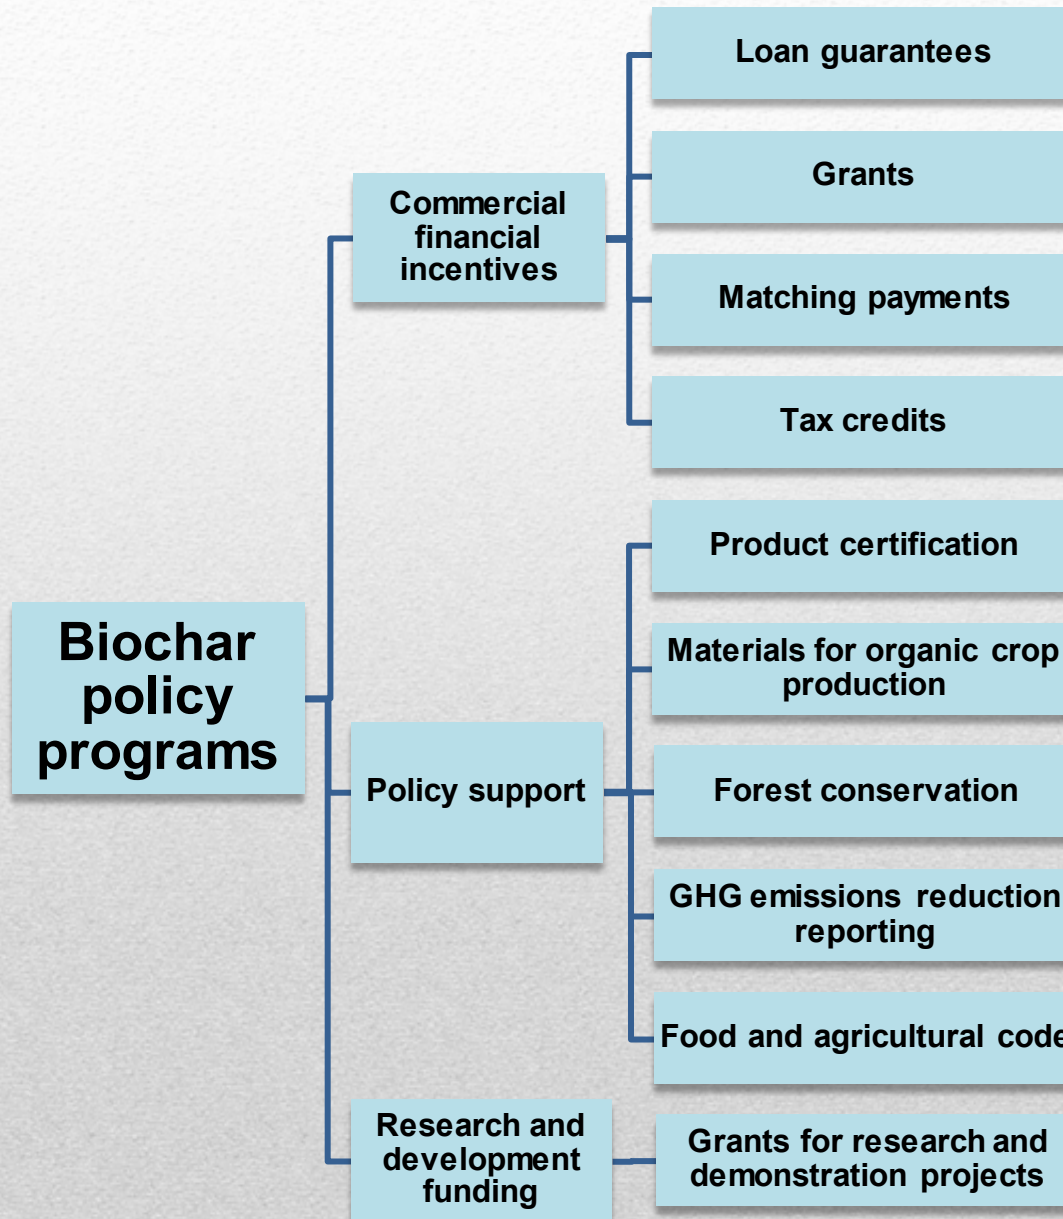 Biochar
policy
programs
Commercial
financial
incentives
Loan guarantees
Grants
Matching payments
Tax credits
Policy support
Product certification
Materials for organic crop
production
Forest conservation
GHG emissions reduction
reporting
Food and agricultural code
Research and
development
funding
Grants for research and
demonstration projects